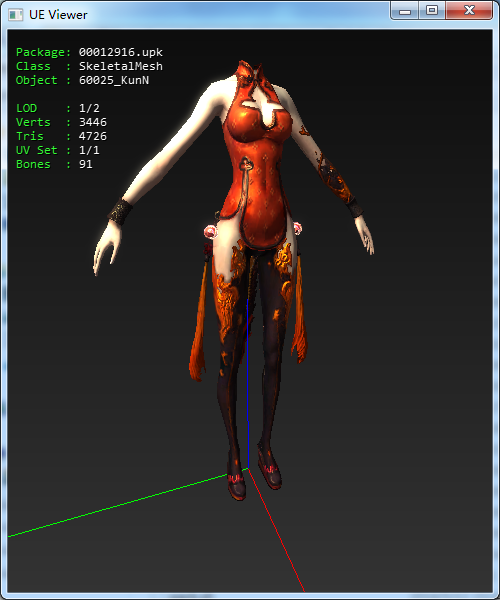 UE Viewer
Package: 00012916.upk
Class : SkeletalMesh
Object : 60025_KunN
LOD : 1/2
Verts : 3446
Tris : 4726
UV Set : 1/1
Bones : 91